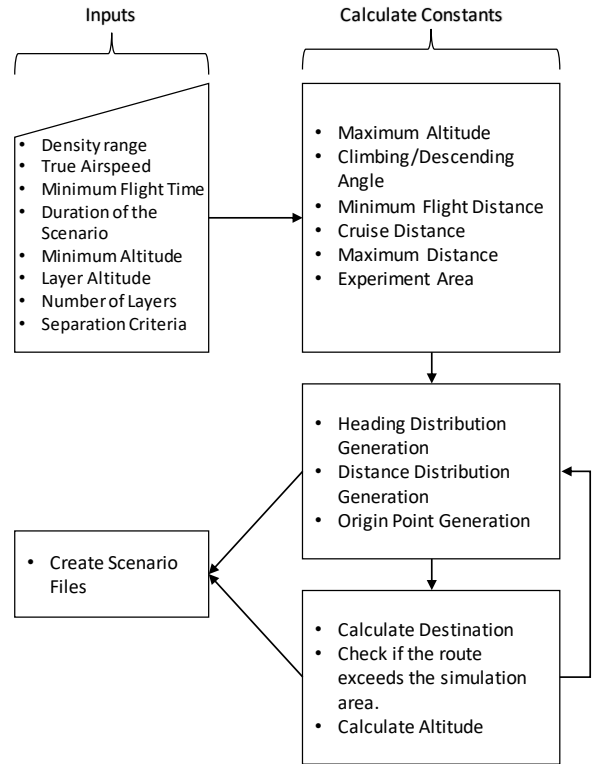 Inputs
Calculate Constants
• Density range
• True Airspeed
• Minimum Flight Time
• Duration of the
Scenario
• Minimum Altitude
• Layer Altitude
• Number of Layers
• Separation Criteria
• Maximum Altitude
• Climbing/Descending
Angle
• Minimum Flight Distance
• Cruise Distance
• Maximum Distance
• Experiment Area
• Heading Distribution
Generation
• Distance Distribution
Generation
• Origin Point Generation
• Create Scenario
Files
• Calculate Destination
• Check if the route
exceeds the simulation
area.
• Calculate Altitude